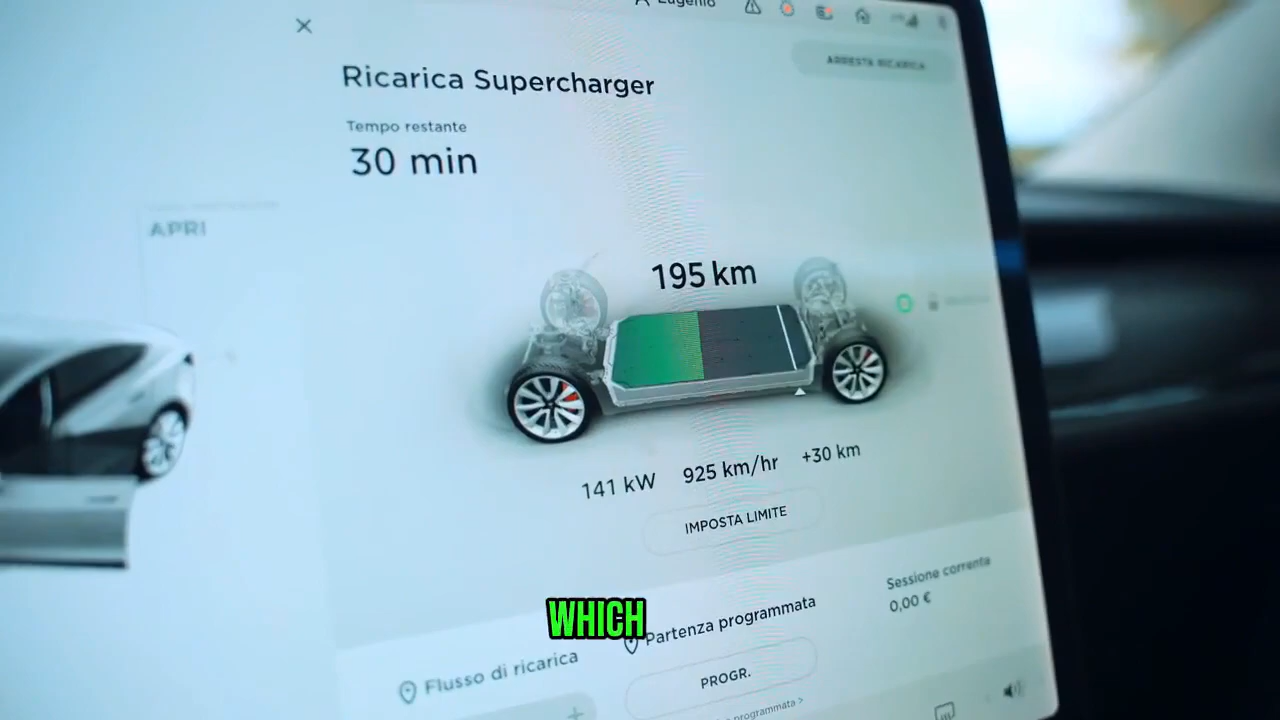 Eugenio
ARRESTA RICARICA
Ricarica Supercharger
Tempo restante
30 min
APRI
195 km
141 kW 925 km/hr +30 km
IMPOSTA LIMITE
Sessione corrente
0,00 €
WHICH
Partenza programmata
Flusso di ricarica
PROGR.
programmata >